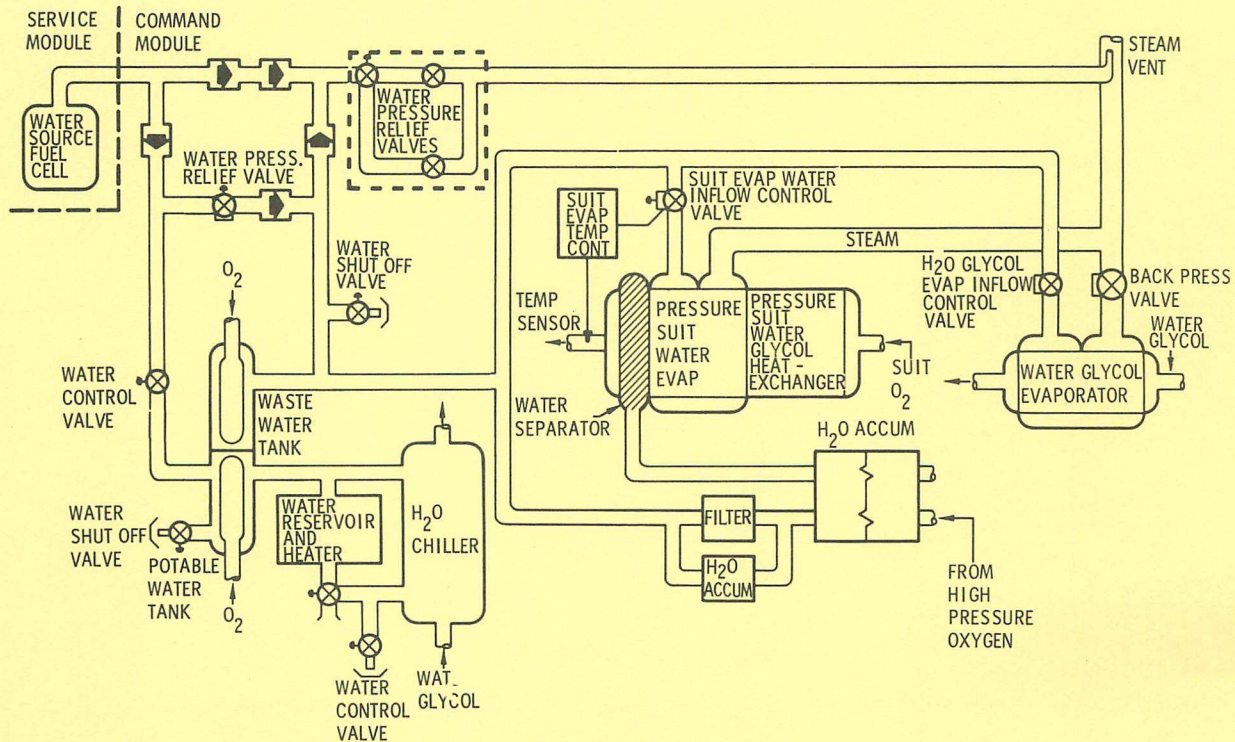 SERVICE
MODULE
COMMAND
MODULE
STEAM
VENT
WATER
SOURCE
FUEL
CELL
WATER
PRESSURE
RELIEF
VALVES
WATER PRESS.
RELIEF VALVE
SUIT
EVAP
TEMP
CONT
SUIT EVAP WATER
INFLOW CONTROL
VALVE
STEAM
WATER
SHUT OFF
VALVE
O2
H2O GLYCOL
EVAP INFLOW
CONTROL
VALVE
BACK PRESS
VALVE
WATER
GLYCOL
TEMP
SENSOR
PRESSURE
SUIT
WATER
EVAP
PRESSURE
SUIT
WATER
GLYCOL
HEAT -
EXCHANGER
SUIT
O2
WATER GLYCOL
EVAPORATOR
WATER
CONTROL
VALVE
WASTE
WATER
TANK
WATER
SEPARATOR
H2O ACCUM
WATER
SHUT OFF
VALVE
POTABLE
WATER
TANK
O2
WATER
RESERVOIR
AND
HEATER
H2O
CHILLER
FILTER
H2O
ACCUM
FROM
HIGH
PRESSURE
OXYGEN
WATER
CONTROL
VALVE
GLYCOL